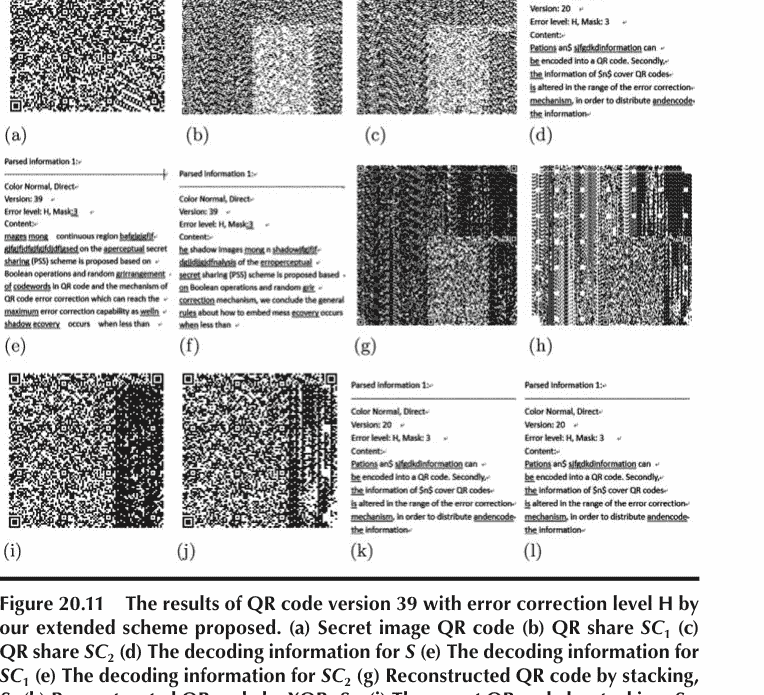 Version: 20
Error level: H, Mask: 3
Content:
Pations an$ sjfgdkdinformation can
be encoded into a QR code. Secondly,
the information of $n$ cover QR codes
is altered in the range of the error correction
mechanism, in order to distribute andencode
the information
(a) (b) (c) (d)
Parsed Information 1:
Color Normal, Direct
Version: 39
Error level: H, Mask:3
Content:
mages mong continuous region
on the aperceptual secret
sharing (PSS) scheme is proposed based on
Boolean operations and random grirrangement
of codewords in QR code and the mechanism of
QR code error correction which can reach the
maximum error correction capability as welln
shadow ecovery occurs when less than
(e)
Parsed Information 1:
Color Normal, Direct
Version: 39
Error level: H, Mask:3
Content:
he shadow images mong n
of the erroperceptual
secret sharing (PSS) scheme is proposed based
on Boolean operations and random grir
correction mechanism, we conclude the general
rules about how to embed mess ecovery occurs
when less than
(f)
(g) (h)
(i) (j)
Parsed Information 1:
Color Normal, Direct
Version: 20
Error level: H, Mask: 3
Content:
Pations an$ sjfgdkdinformation can
be encoded into a QR code. Secondly,
the information of $n$ cover QR codes
is altered in the range of the error correction
mechanism, in order to distribute andencode
the information
(k)
Parsed Information 1:
Color Normal, Direct
Version: 20
Error level: H, Mask: 3
Content:
Pations an$ sjfgdkdinformation can
be encoded into a QR code. Secondly,
the information of $n$ cover QR codes
is altered in the range of the error correction
mechanism, in order to distribute andencode
the information
(l)
Figure 20.11 The results of QR code version 39 with error correction level H by
our extended scheme proposed. (a) Secret image QR code (b) QR share SC1 (c)
QR share SC2 (d) The decoding information for S (e) The decoding information for
SC1 (e) The decoding information for SC2 (g) Reconstructed QR code by stacking,